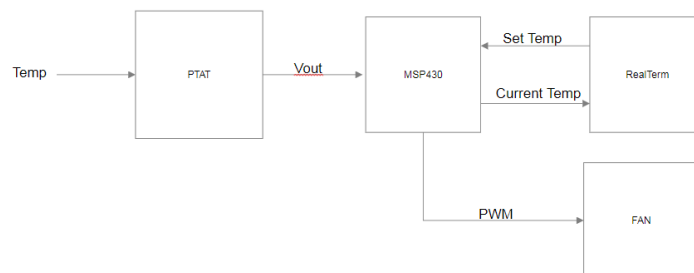 Set Temp
Temp
PTAT
Vout
MSP430
RealTerm
Current Temp
PWM
FAN